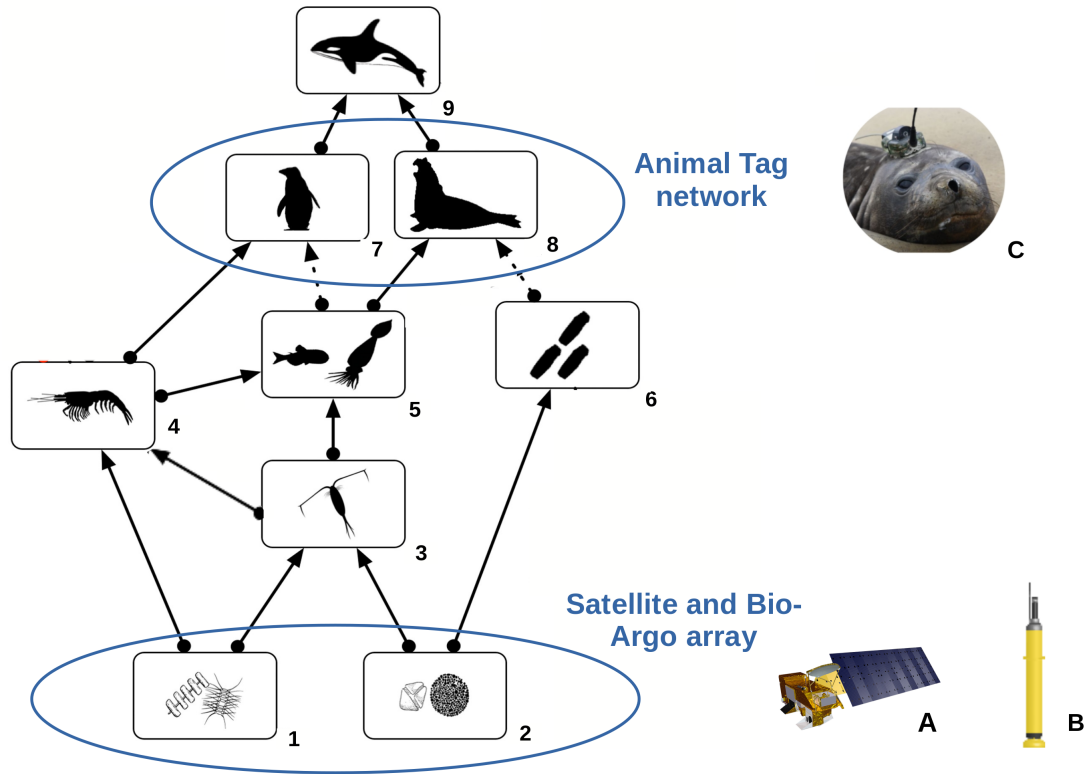 9
Animal Tag
network
7
8
C
5
6
4
3
Satellite and Bio-
Argo array
A
B
1
2